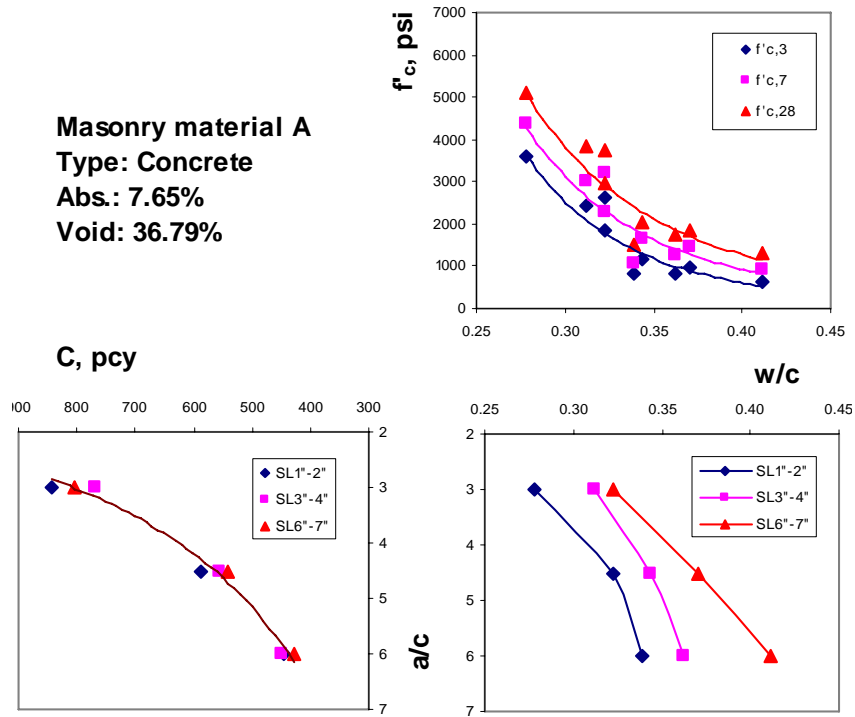 Masonry material A
Type: Concrete
Abs.: 7.65%
Void: 36.79%
f'c, psi
7000
6000
5000
4000
3000
2000
1000
0
0.25 0.30 0.35 0.40 0.45
w/c
f'c,3
f'c,7
f'c,28
C, pcy
00 800 700 600 500 400 300
2
3
4
5
6
7
a/c
SL1"-2"
SL3"-4"
SL6"-7"
0.25 0.30 0.35 0.40 0.45
2
3
4
5
6
7
SL1"-2"
SL3"-4"
SL6"-7"